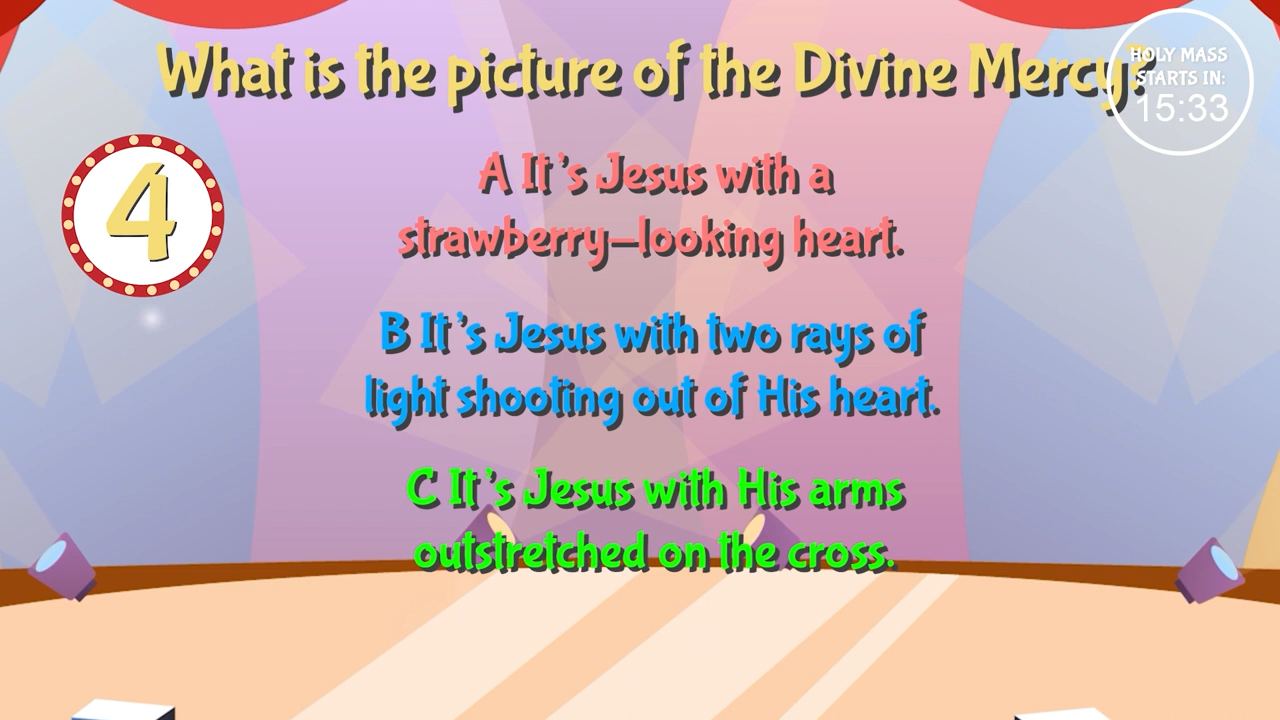 What is the picture of the Divine Mercy?
HOLY MASS
STARTS IN:
15:33
4
A It's Jesus with a
strawberry-looking heart.
B It's Jesus with two rays of
light shooting out of His heart.
C It's Jesus with His arms
outstretched on the cross.